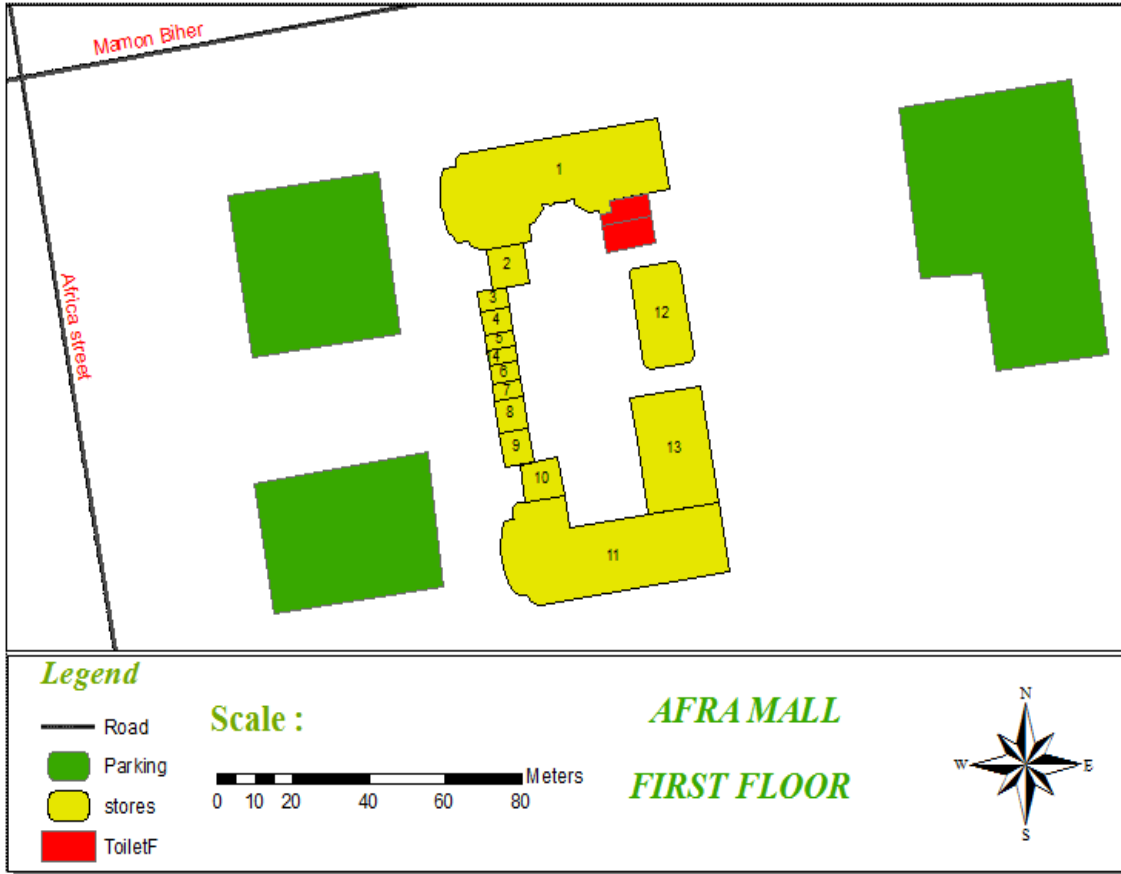 Mamon Biher
Africa street
1
2
3
4
5
4
6
7
8
9
10
11
12
13
Legend
Road
Parking
stores
ToiletF
Scale :
Meters
0 10 20 40 60 80
AFRA MALL
FIRST FLOOR
N
W E
S